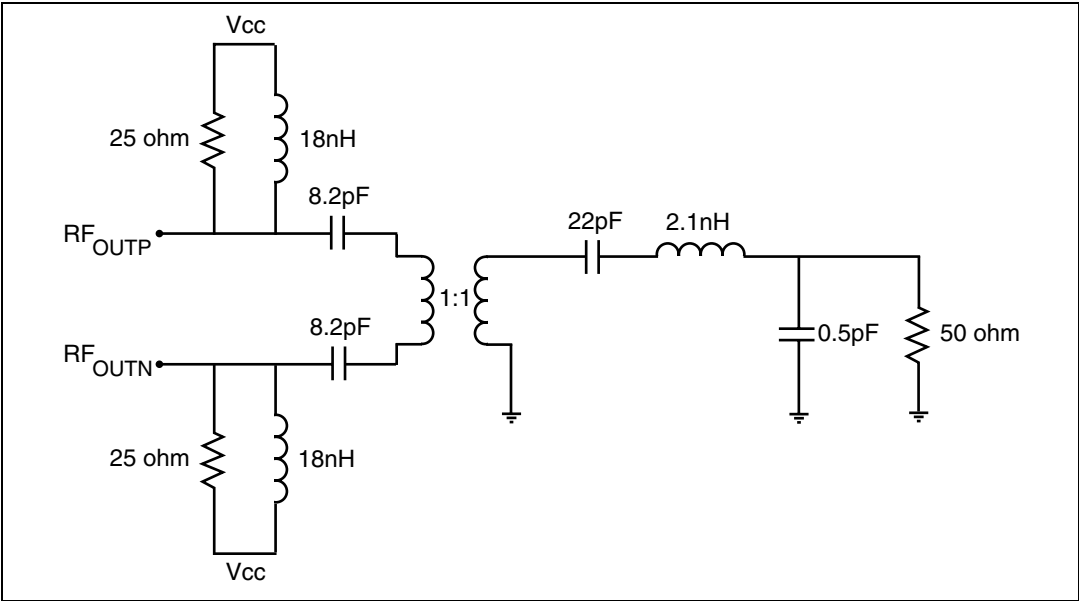 Vcc
25 ohm
18nH
8.2pF
RFOUTP
22pF
2.1nH
1:1
8.2pF
RFOUTN
0.5pF
50 ohm
25 ohm
18nH
Vcc